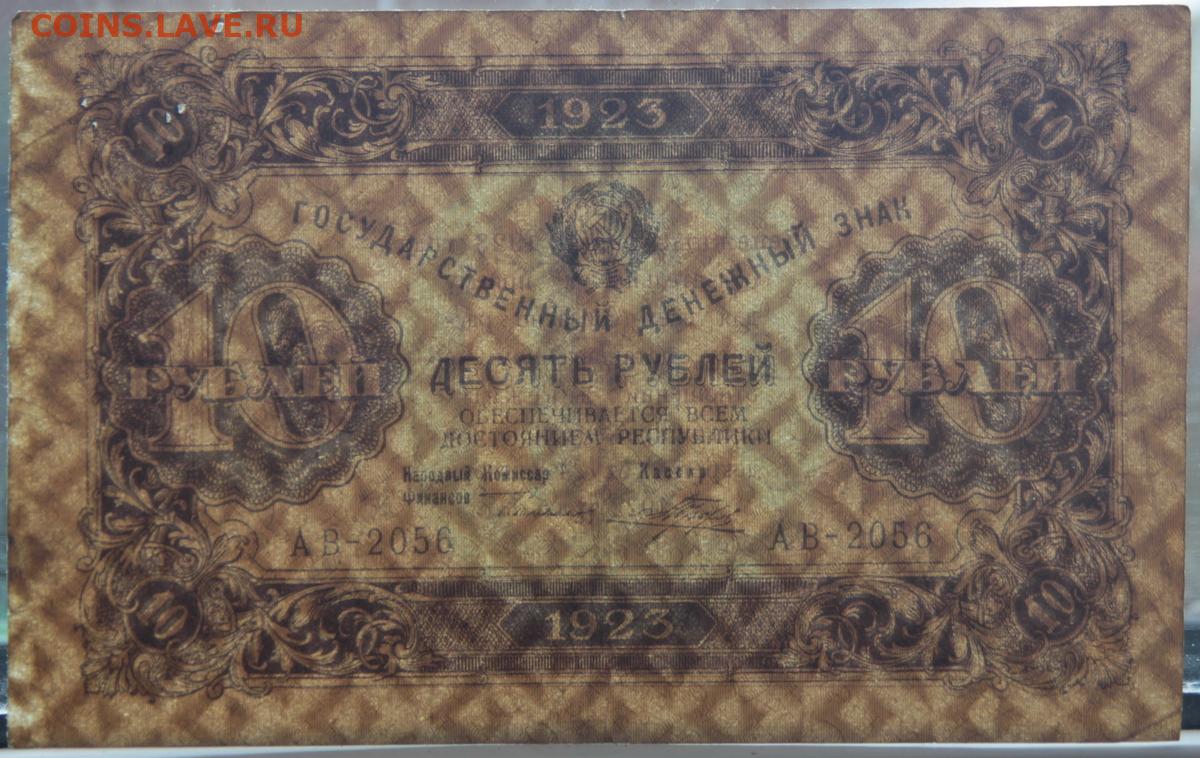 COINS.LAVE.RU
1923
10 10
ГОСУДАРСТВЕННЫЙ ДЕНЕЖНЫЙ ЗНАК
10 РУБЛЕЙ
ДЕСЯТЬ РУБЛЕЙ
10 РУБЛЕЙ
ОБЕСПЕЧИВАЕТСЯ ВСЕМ
ДОСТОЯНИЕМ РЕСПУБЛИКИ
Народный Комиссар Кассир
Финансов
АВ-2056 АВ-2056
10 10
1923